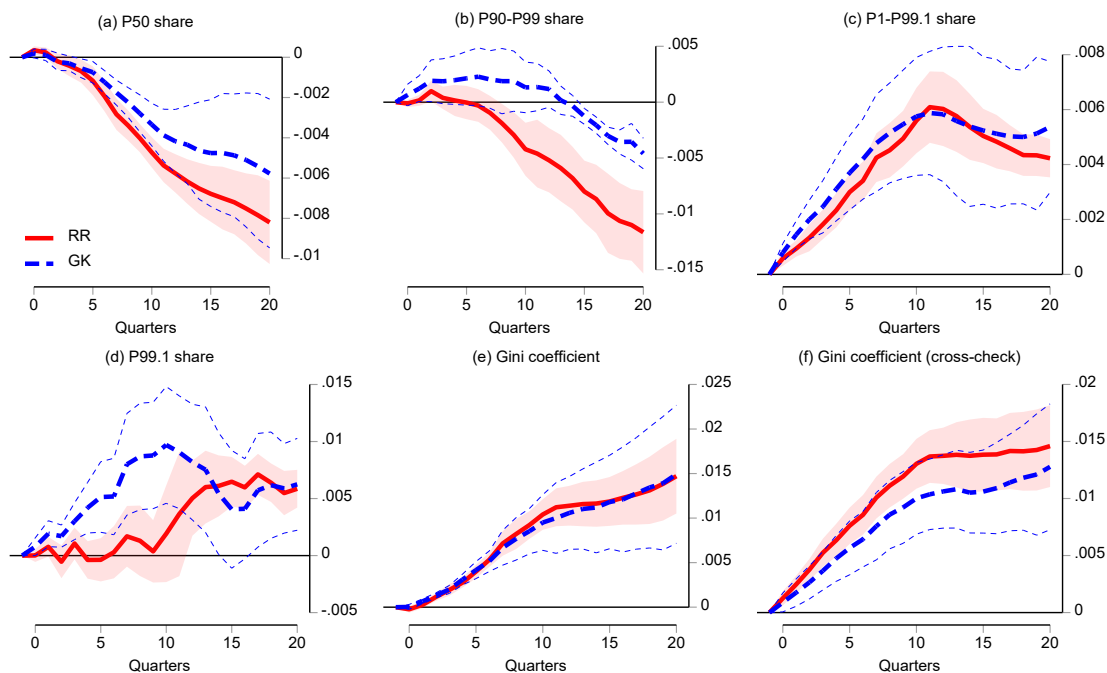 (a) P50 share
0
-.002
-.004
-.006
-.008
-.01
RR
GK
0 5 10 15 20
Quarters
(b) P90-P99 share
.005
0
-.005
-.01
-.015
0 5 10 15 20
Quarters
(c) P1-P99.1 share
.008
.006
.004
.002
0
0 5 10 15 20
Quarters
(d) P99.1 share
.015
.01
.005
0
-.005
0 5 10 15 20
Quarters
(e) Gini coefficient
.025
.02
.015
.01
.005
0
0 5 10 15 20
Quarters
(f) Gini coefficient (cross-check)
.02
.015
.01
.005
0
0 5 10 15 20
Quarters